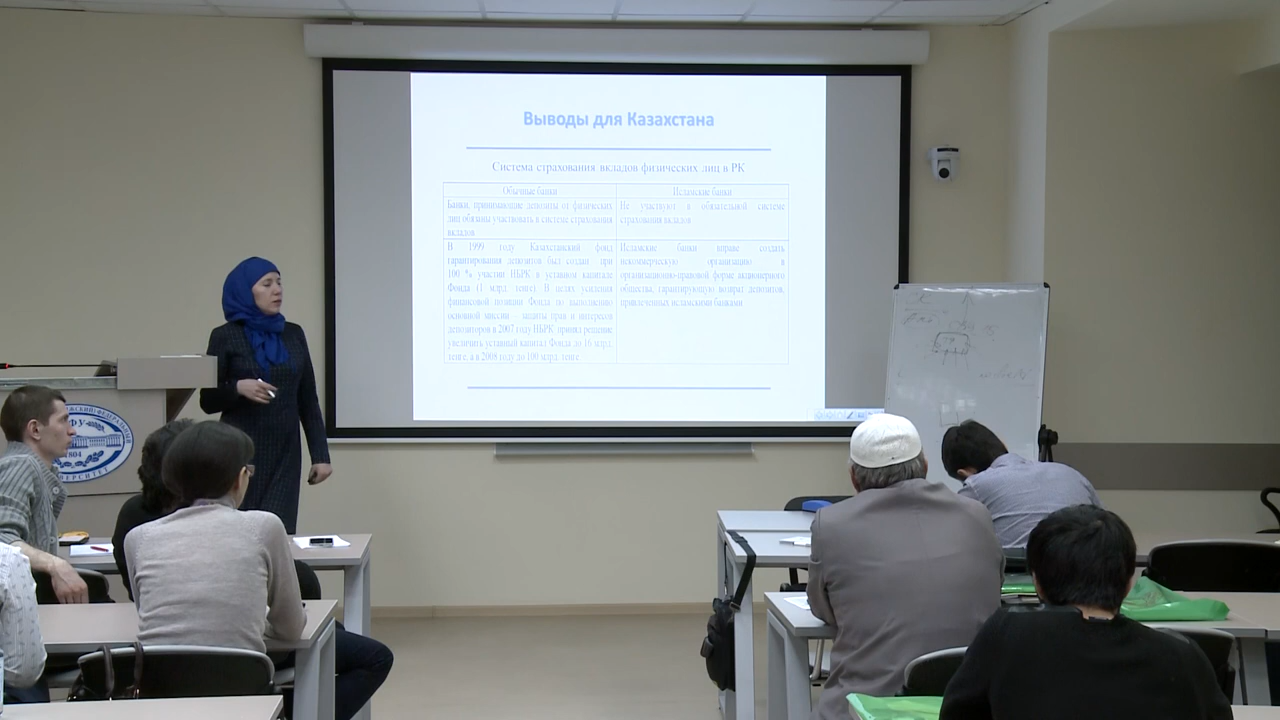 Выводы для Казахстана
Система страхования вкладов физических лиц в РК
Обычные банки
Исламские банки
Банки, принимающие депозиты от физических
лиц обязаны участвовать в системе страхования
вкладов
Не участвуют в обязательной системе
страхования вкладов
В 1999 году Казахстанский фонд
гарантирования депозитов был создан при
100 % участии НБРК в уставном капитале
Фонда (1 млрд. тенге). В целях усиления
финансовой позиции Фонда по выполнению
основной миссии – защиты прав и интересов
депозиторов в 2007 году НБРК принял решение
увеличить уставный капитал Фонда до 16 млрд.
тенге, а в 2008 году до 100 млрд. тенге.
Исламские банки вправе создать
некоммерческую организацию в
организационно-правовой форме акционерного
общества, гарантирующую возврат депозитов,
привлеченных исламскими банками